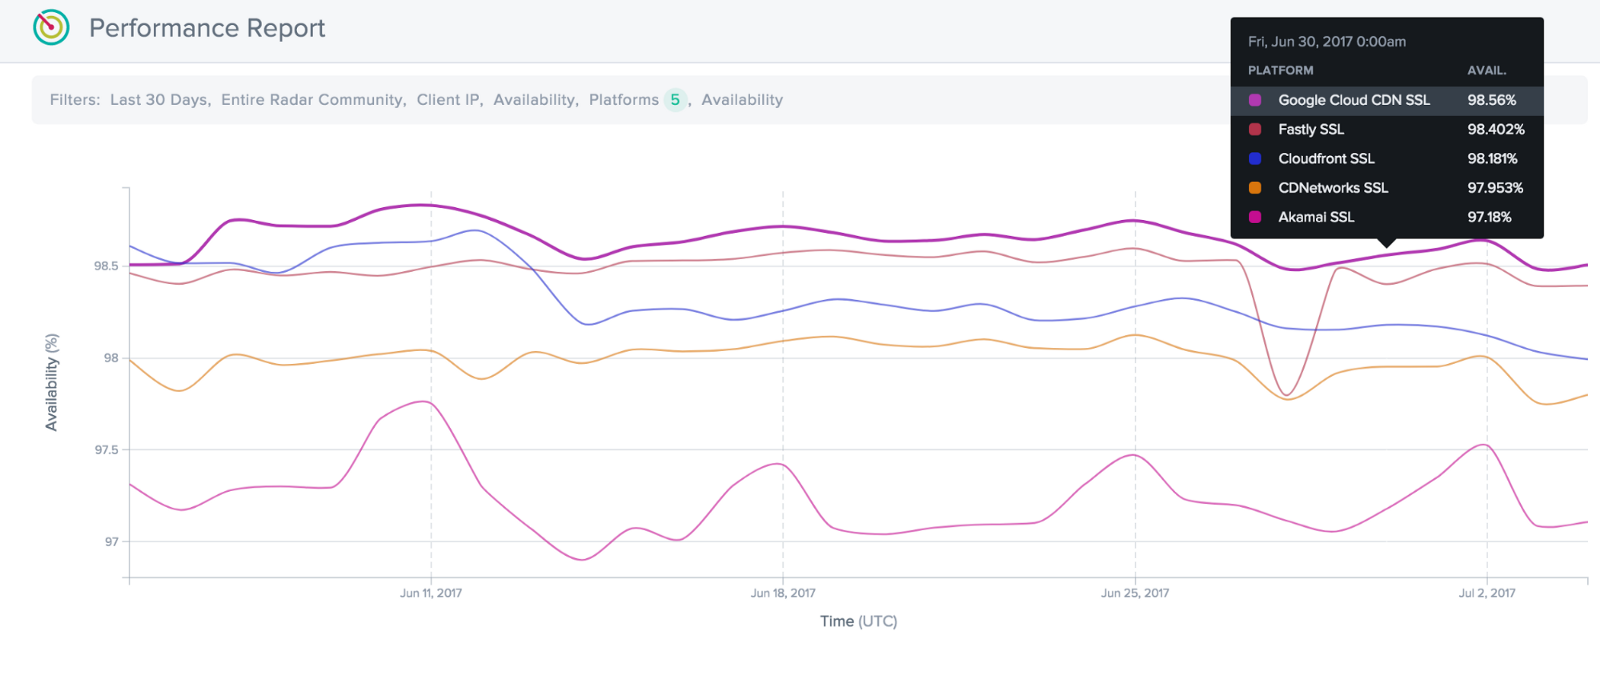 Performance Report
Fri, Jun 30, 2017 0:00am
PLATFORM AVAIL.
Google Cloud CDN SSL 98.56%
Fastly SSL 98.402%
Cloudfront SSL 98.181%
CDNetworks SSL 97.953%
Akamai SSL 97.18%
Filters: Last 30 Days, Entire Radar Community, Client IP, Availability, Platforms 5, Availability
98.5
98
97.5
97
Availability (%)
Jun 11, 2017 Jun 18, 2017 Jun 25, 2017 Jul 2, 2017
Time (UTC)